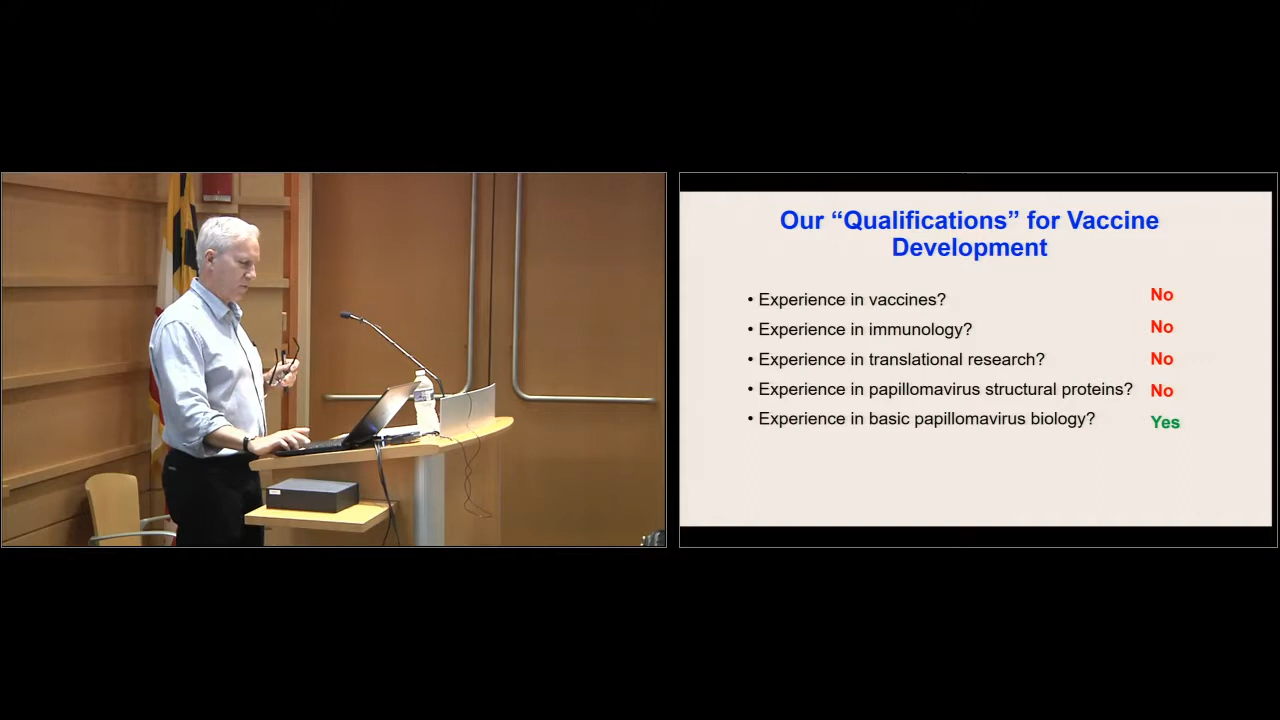 Our “Qualifications” for Vaccine
Development
• Experience in vaccines? No
• Experience in immunology? No
• Experience in translational research? No
• Experience in papillomavirus structural proteins? No
• Experience in basic papillomavirus biology? Yes